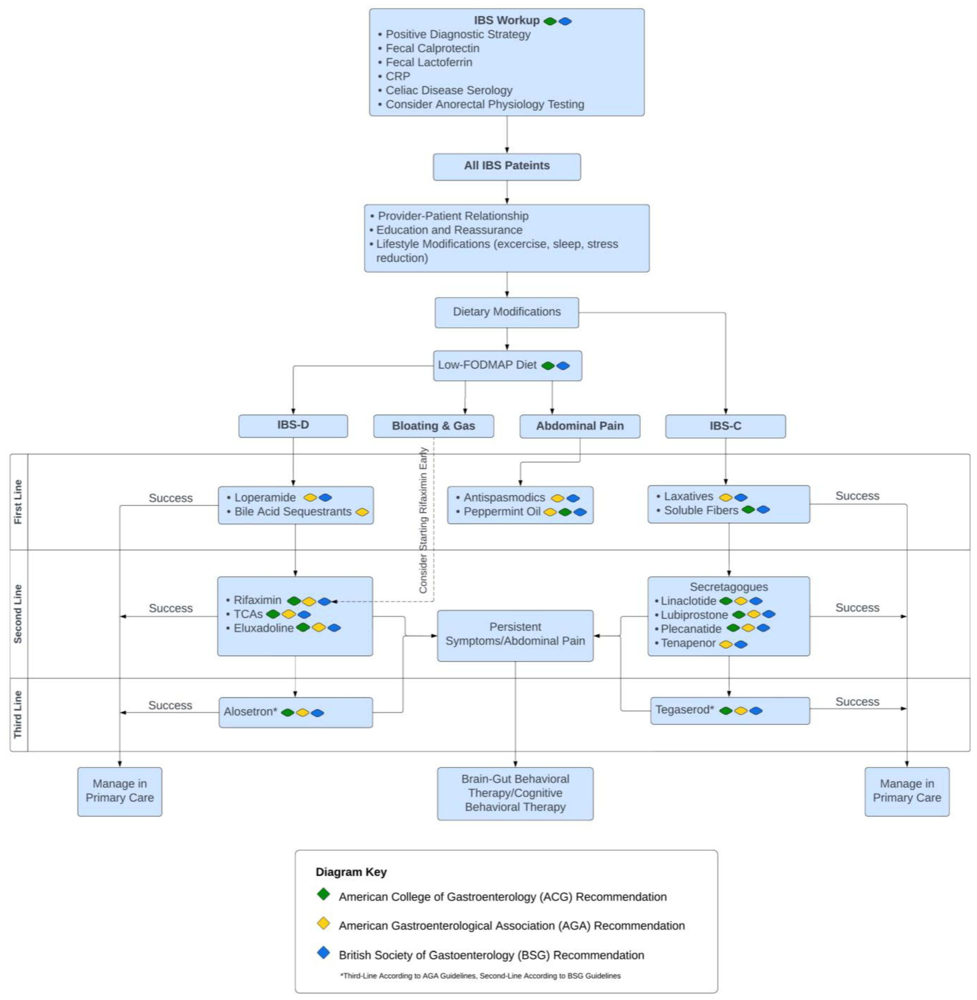 IBS Workup
• Positive Diagnostic Strategy
• Fecal Calprotectin
• Fecal Lactoferrin
• CRP
• Celiac Disease Serology
• Consider Anorectal Physiology Testing
All IBS Pateints
• Provider-Patient Relationship
• Education and Reassurance
• Lifestyle Modifications (excercise, sleep, stress
reduction)
Dietary Modifications
Low-FODMAP Diet
IBS-D
Bloating & Gas
Abdominal Pain
IBS-C
First Line
Success
• Loperamide
• Bile Acid Sequestrants
Consider Starting Rifaximin Early
• Antispasmodics
• Peppermint Oil
• Laxatives
• Soluble Fibers
Success
Second Line
Success
• Rifaximin
• TCAs
• Eluxadoline
Persistent
Symptoms/Abdominal Pain
Secretagogues
• Linaclotide
• Lubiprostone
• Plecanatide
• Tenapenor
Success
Third Line
Success
Alosetron*
Tegaserod*
Success
Manage in
Primary Care
Brain-Gut Behavioral
Therapy/Cognitive
Behavioral Therapy
Manage in
Primary Care
Diagram Key
American College of Gastroenterology (ACG) Recommendation
American Gastroenterological Association (AGA) Recommendation
British Society of Gastoenterology (BSG) Recommendation
*Third-Line According to AGA Guidelines, Second-Line According to BSG Guidelines